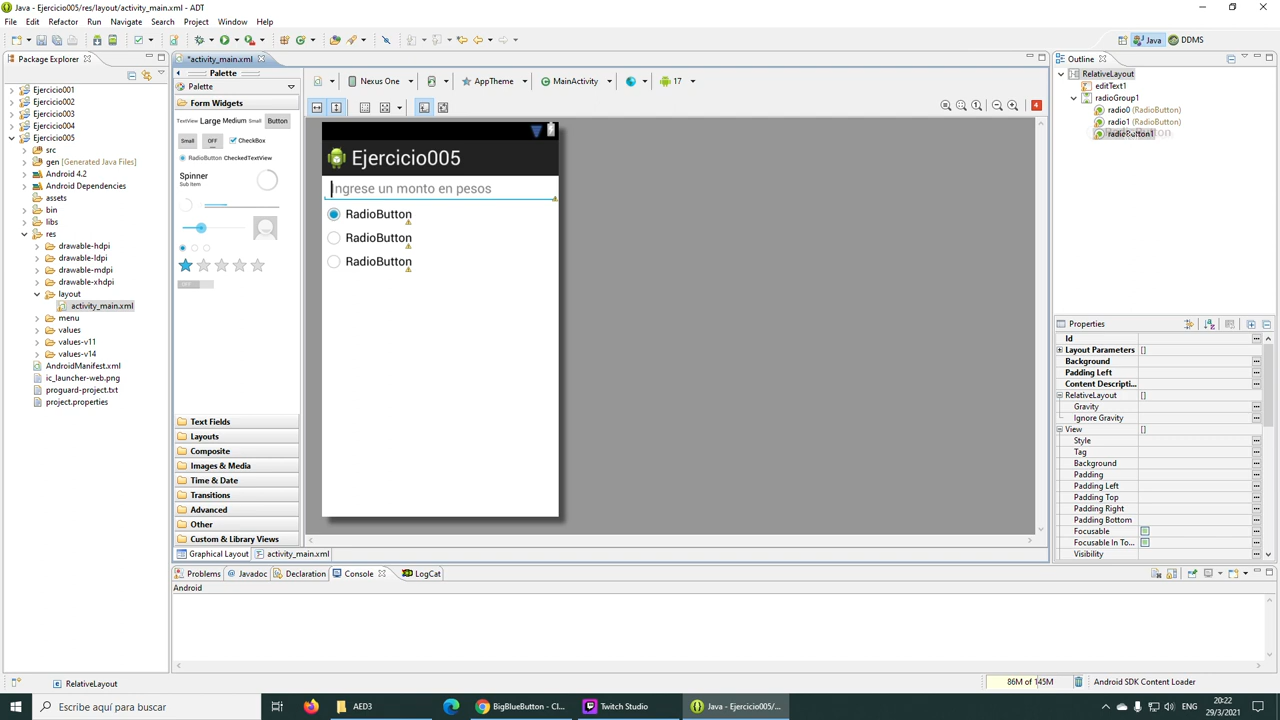 Java - Ejercicio005/res/layout/activity_main.xml - ADT
File Edit Refactor Run Navigate Search Project Window Help
Java DDMS
Package Explorer
Ejercicio001
Ejercicio002
Ejercicio003
Ejercicio004
Ejercicio005
src
gen [Generated Java Files]
Android 4.2
Android Dependencies
assets
bin
libs
res
drawable-hdpi
drawable-ldpi
drawable-mdpi
drawable-xhdpi
layout
activity_main.xml
menu
values
values-v11
values-v14
AndroidManifest.xml
ic_launcher-web.png
proguard-project.txt
project.properties
*activity_main.xml
Palette
Palette
Form Widgets
TextView Large Medium Small Button
Small OFF CheckBox
RadioButton CheckedTextView
Spinner
Sub Item
OFF
Text Fields
Layouts
Composite
Images & Media
Time & Date
Transitions
Advanced
Other
Custom & Library Views
Graphical Layout activity_main.xml
Nexus One AppTheme MainActivity 17
4
Ejercicio005
Ingrese un monto en pesos
RadioButton
RadioButton
RadioButton
Outline
RelativeLayout
editText1
radioGroup1
radio0 (RadioButton)
radio1 (RadioButton)
radioButton1
Properties
Id
Layout Parameters []
Background
Padding Left
Content Descripti...
RelativeLayout []
Gravity
Ignore Gravity
View []
Style
Tag
Background
Padding
Padding Left
Padding Top
Padding Right
Padding Bottom
Focusable
Focusable In To...
Visibility
Problems Javadoc Declaration Console LogCat
Android
RelativeLayout
86M of 145M
Android SDK Content Loader
Escribe aquí para buscar
AED3
BigBlueButton - Cl...
Twitch Studio
Java - Ejercicio005/...
ENG
20:22
29/3/2021